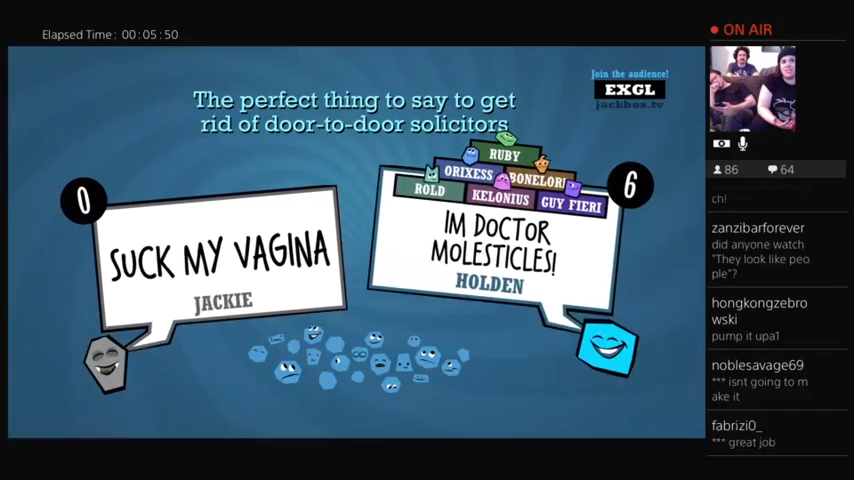 Elapsed Time: 00:05:50
ON AIR
Join the audience!
EXGL
jackbox.tv
The perfect thing to say to get
rid of door-to-door solicitors
RUBY
ORIXESS
BONELORD
ROLD
KELONIUS
GUY FIERI
0
6
SUCK MY VAGINA
JACKIE
IM DOCTOR
MOLESTICLES!
HOLDEN
86
64
ch!
zanzibarforever
did anyone watch
"They look like peo
ple"?
hongkongzebro
wski
pump it upa1
noblesavage69
*** isnt going to m
ake it
fabrizi0_
*** great job